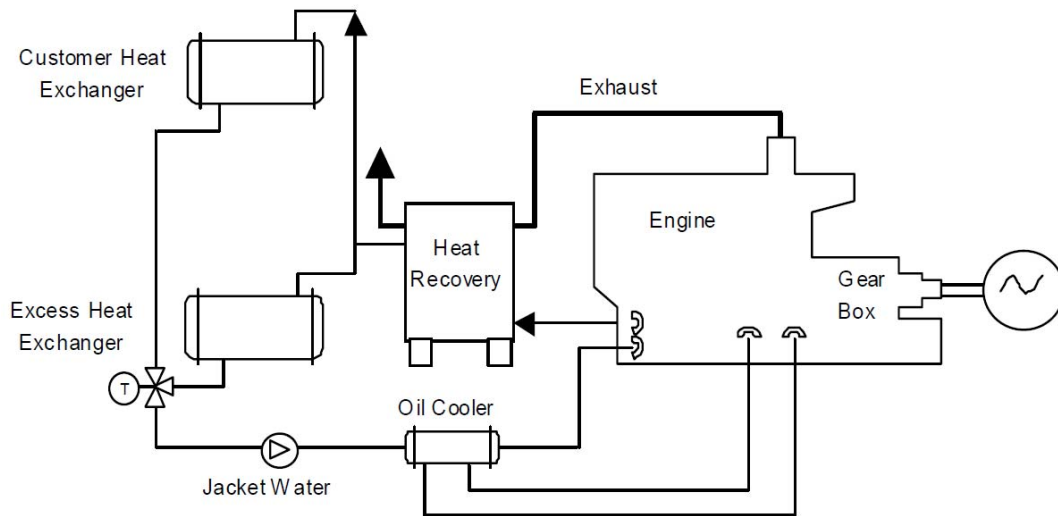 Customer Heat
Exchanger
Exhaust
Engine
Heat
Recovery
Gear
Box
Excess Heat
Exchanger
T
Oil Cooler
Jacket Water